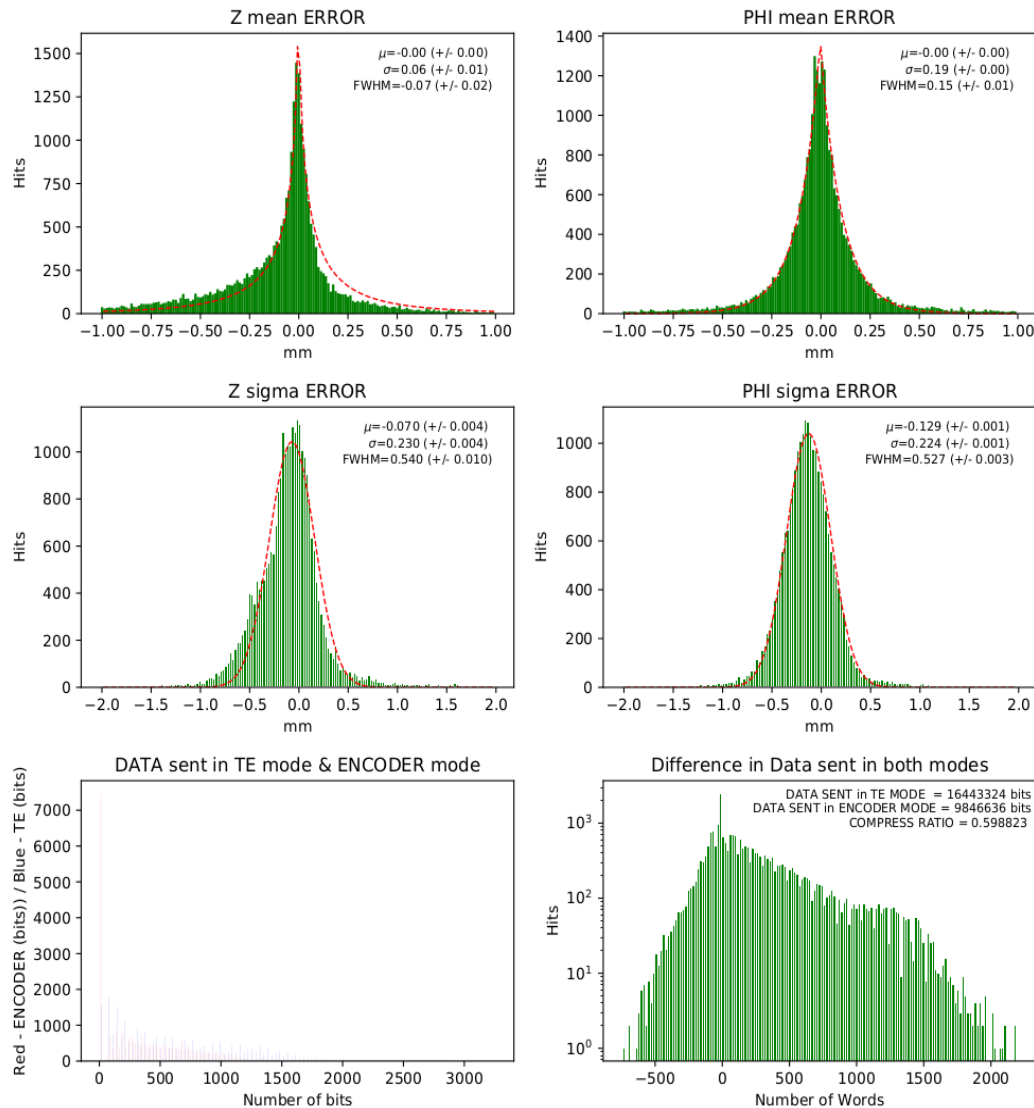 Z mean ERROR
μ=-0.00 (+/- 0.00)
σ=0.06 (+/- 0.01)
FWHM=-0.07 (+/- 0.02)
Hits
1500
1250
1000
750
500
250
0
−1.00 −0.75 −0.50 −0.25 0.00 0.25 0.50 0.75 1.00
mm
PHI mean ERROR
μ=-0.00 (+/- 0.00)
σ=0.19 (+/- 0.00)
FWHM=0.15 (+/- 0.01)
Hits
1400
1200
1000
800
600
400
200
0
−1.00 −0.75 −0.50 −0.25 0.00 0.25 0.50 0.75 1.00
mm
Z sigma ERROR
μ=-0.070 (+/- 0.004)
σ=0.230 (+/- 0.004)
FWHM=0.540 (+/- 0.010)
Hits
1000
800
600
400
200
0
−2.0 −1.5 −1.0 −0.5 0.0 0.5 1.0 1.5 2.0
mm
PHI sigma ERROR
μ=-0.129 (+/- 0.001)
σ=0.224 (+/- 0.001)
FWHM=0.527 (+/- 0.003)
Hits
1000
800
600
400
200
0
−2.0 −1.5 −1.0 −0.5 0.0 0.5 1.0 1.5 2.0
mm
DATA sent in TE mode & ENCODER mode
Red - ENCODER (bits)) / Blue - TE (bits)
7000
6000
5000
4000
3000
2000
1000
0
0 500 1000 1500 2000 2500 3000
Number of bits
Difference in Data sent in both modes
DATA SENT in TE MODE = 16443324 bits
DATA SENT in ENCODER MODE = 9846636 bits
COMPRESS RATIO = 0.598823
Hits
10³
10²
10¹
10⁰
−500 0 500 1000 1500 2000
Number of Words